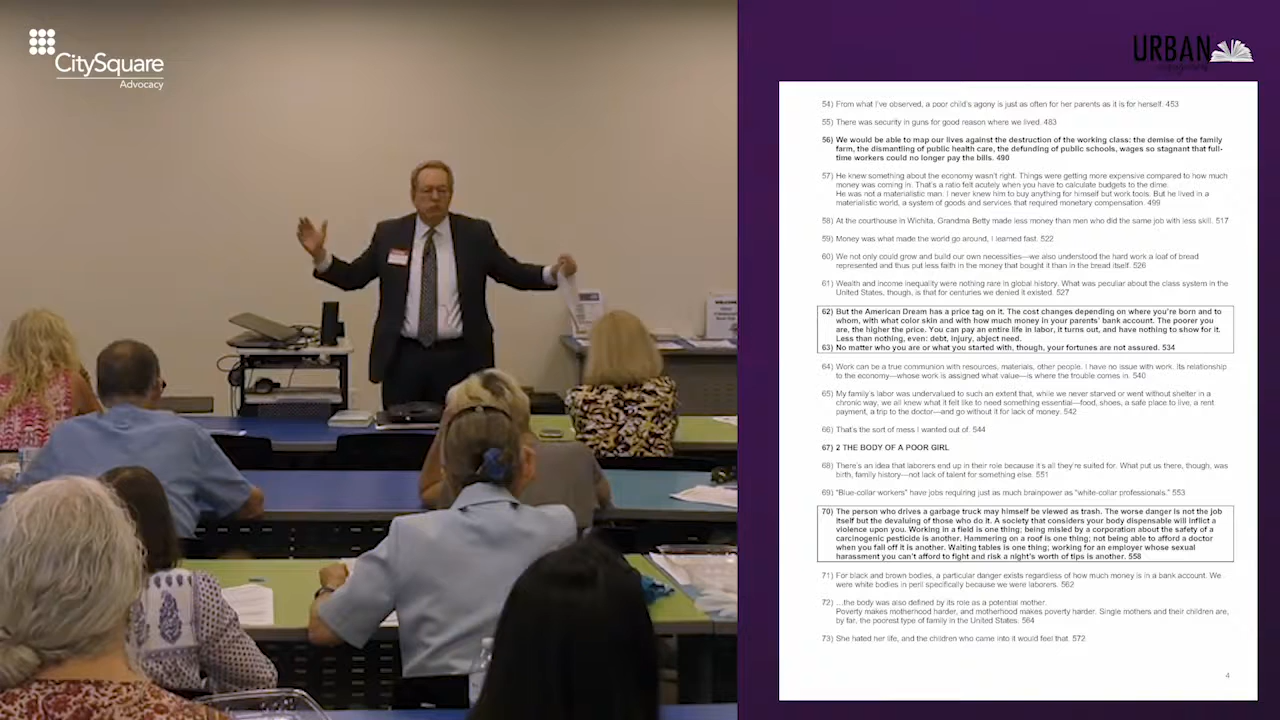 CitySquare
Advocacy
URBAN
54) From what I've observed, a poor child's agony is just as often for her parents as it is for herself. 453
55) There was security in guns for good reason where we lived. 483
56) We would be able to map our lives against the destruction of the working class: the demise of the family
farm, the dismantling of public health care, the defunding of public schools, wages so stagnant that full-
time workers could no longer pay the bills. 490
57) He knew something about the economy wasn't right. Things were getting more expensive compared to how much
money was coming in. That's a ratio felt acutely when you have to calculate budgets to the dime.
He was not a materialistic man. I never knew him to buy anything for himself but work tools. But he lived in a
materialistic world, a system of goods and services that required monetary compensation. 499
58) At the courthouse in Wichita, Grandma Betty made less money than men who did the same job with less skill. 517
59) Money was what made the world go around, I learned fast. 522
60) We not only could grow and build our own necessities—we also understood the hard work a loaf of bread
represented and thus put less faith in the money that bought it than in the bread itself. 526
61) Wealth and income inequality were nothing rare in global history. What was peculiar about the class system in the
United States, though, is that for centuries we denied it existed. 527
62) But the American Dream has a price tag on it. The cost changes depending on where you're born and to
whom, with what color skin and with how much money in your parents' bank account. The poorer you
are, the higher the price. You can pay an entire life in labor, it turns out, and have nothing to show for it.
Less than nothing, even: debt, injury, abject need.
63) No matter who you are or what you started with, though, your fortunes are not assured. 534
64) Work can be a true communion with resources, materials, other people. I have no issue with work. Its relationship
to the economy—whose work is assigned what value—is where the trouble comes in. 540
65) My family's labor was undervalued to such an extent that, while we never starved or went without shelter in a
chronic way, we all knew what it felt like to need something essential—food, shoes, a safe place to live, a rent
payment, a trip to the doctor—and go without it for lack of money. 542
66) That's the sort of mess I wanted out of. 544
67) 2 THE BODY OF A POOR GIRL
68) There's an idea that laborers end up in their role because it's all they're suited for. What put us there, though, was
birth, family history—not lack of talent for something else. 551
69) "Blue-collar workers" have jobs requiring just as much brainpower as "white-collar professionals." 553
70) The person who drives a garbage truck may himself be viewed as trash. The worse danger is not the job
itself but the devaluing of those who do it. A society that considers your body dispensable will inflict a
violence upon you. Working in a field is one thing; being misled by a corporation about the safety of a
carcinogenic pesticide is another. Hammering on a roof is one thing; not being able to afford a doctor
when you fall off it is another. Waiting tables is one thing; working for an employer whose sexual
harassment you can't afford to fight and risk a night's worth of tips is another. 558
71) For black and brown bodies, a particular danger exists regardless of how much money is in a bank account. We
were white bodies in peril specifically because we were laborers. 562
72) …the body was also defined by its role as a potential mother.
Poverty makes motherhood harder, and motherhood makes poverty harder. Single mothers and their children are,
by far, the poorest type of family in the United States. 564
73) She hated her life, and the children who came into it would feel that. 572
4
WELCOME